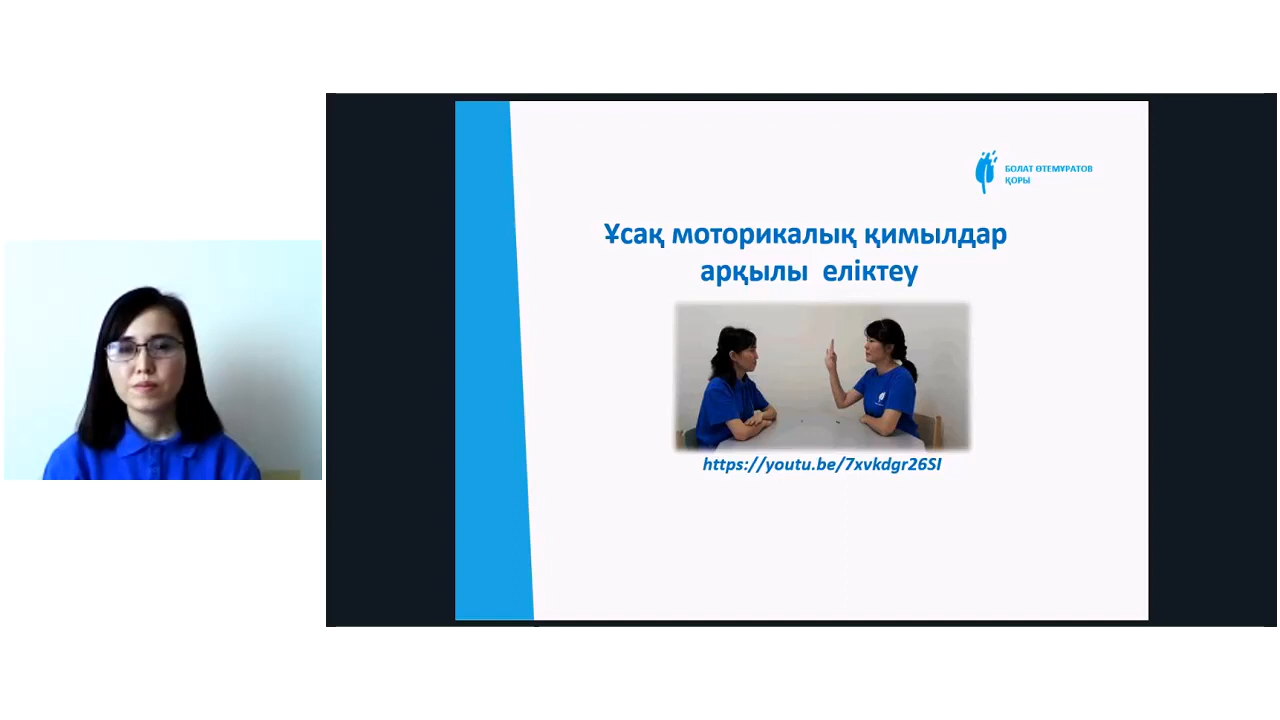 БОЛАТ ӨТЕМҰРАТОВ
ҚОРЫ
Ұсақ моторикалық қимылдар
арқылы еліктеу
https://youtu.be/7xvkdgr26SI